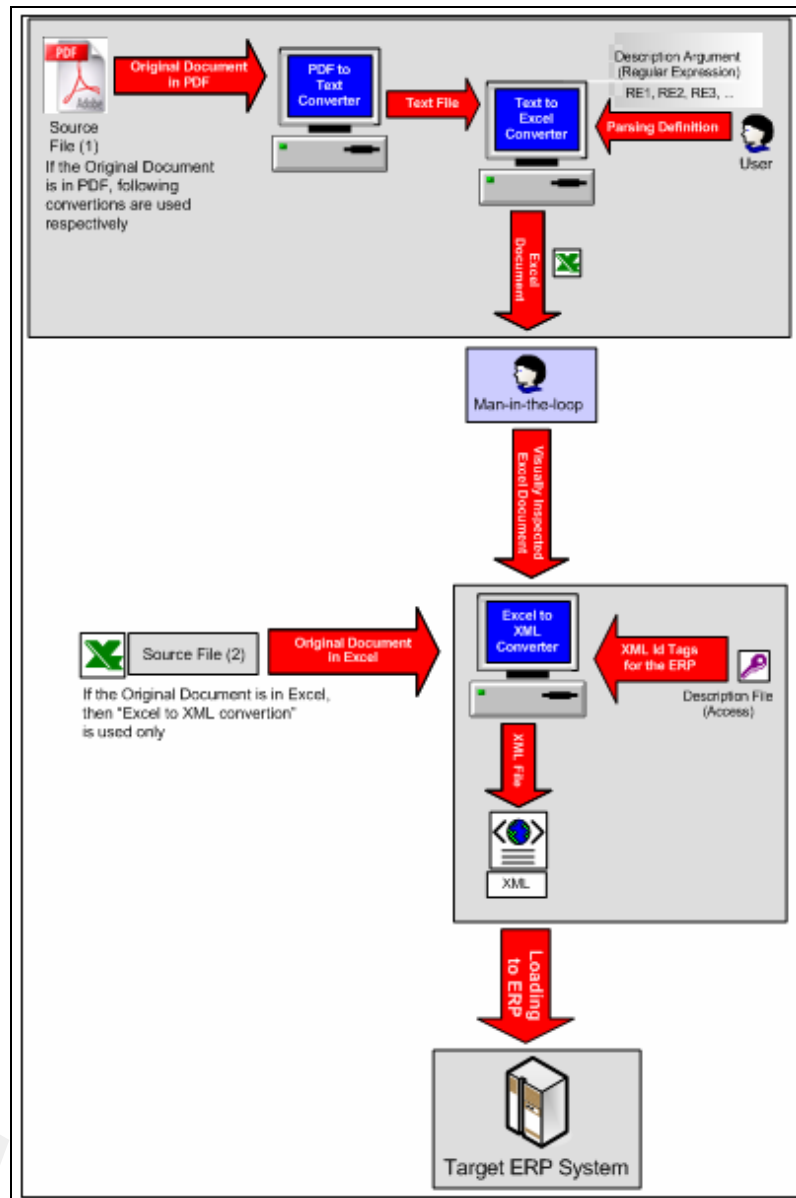 PDF
Adobe
Original Document
in PDF
PDF to
Text
Converter
Text File
Text to
Excel
Converter
Description Argument
(Regular Expression)
RE1, RE2, RE3, ...
Parsing Definition
User
Source
File (1)
If the Original Document
is in PDF, following
convertions are used
respectively
Excel
Document
Man-in-the-loop
Visually Inspected
Excel Document
Source File (2)
Original Document
in Excel
Excel to
XML
Converter
XML Id Tags
for the ERP
Description File
(Access)
If the Original Document is in Excel,
then "Excel to XML convertion"
is used only
XML File
XML
Loading
to ERP
Target ERP System